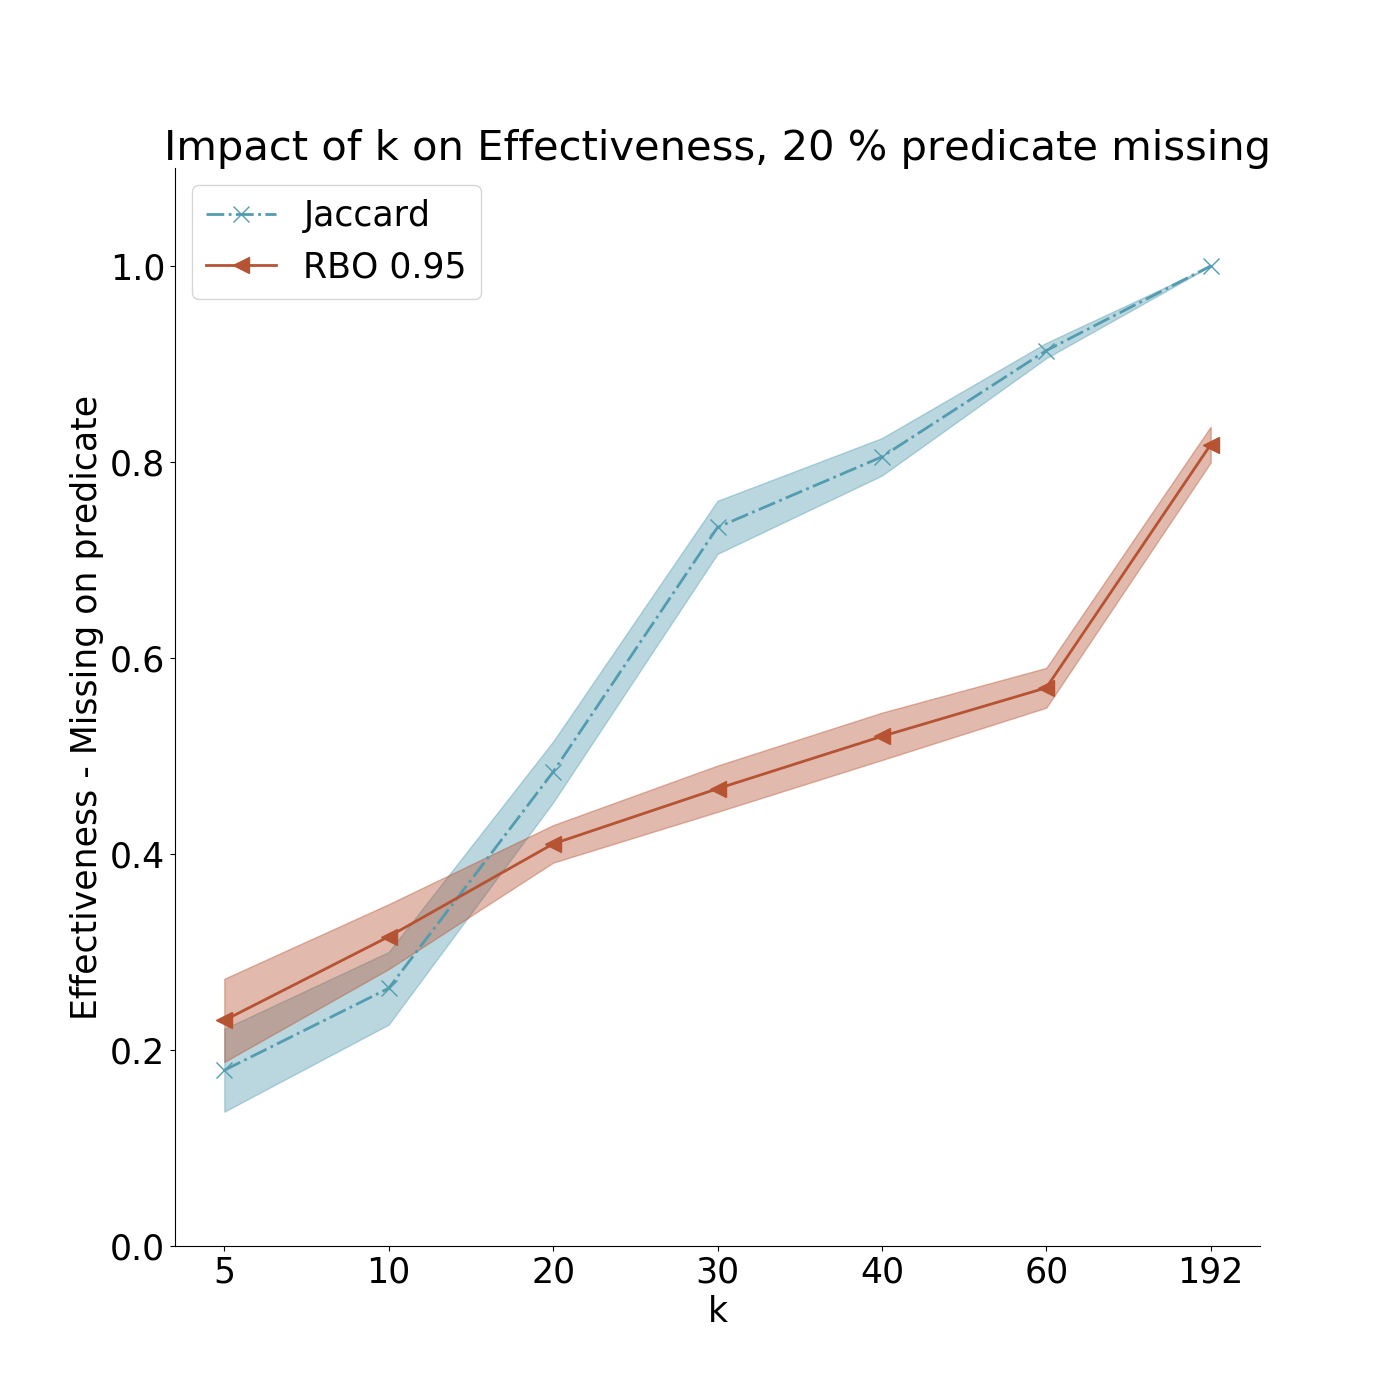 Impact of k on Effectiveness, 20 % predicate missing
Jaccard
RBO 0.95
Effectiveness - Missing on predicate
1.0
0.8
0.6
0.4
0.2
0.0
5 10 20 30 40 60 192
k